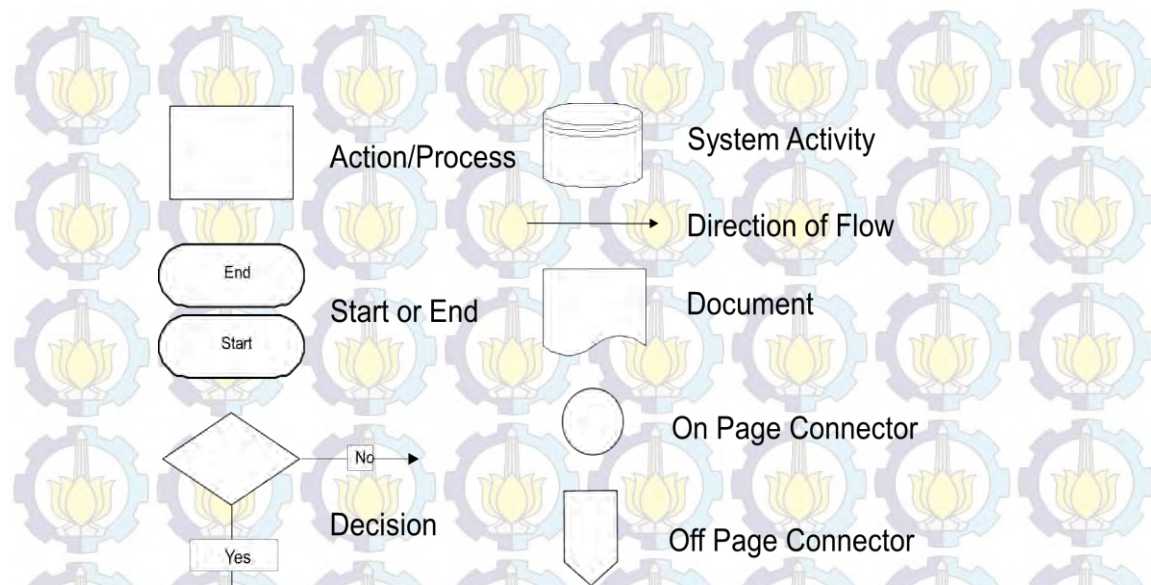 Action/Process
End
Start
Start or End
No
Decision
Yes
System Activity
Direction of Flow
Document
On Page Connector
Off Page Connector